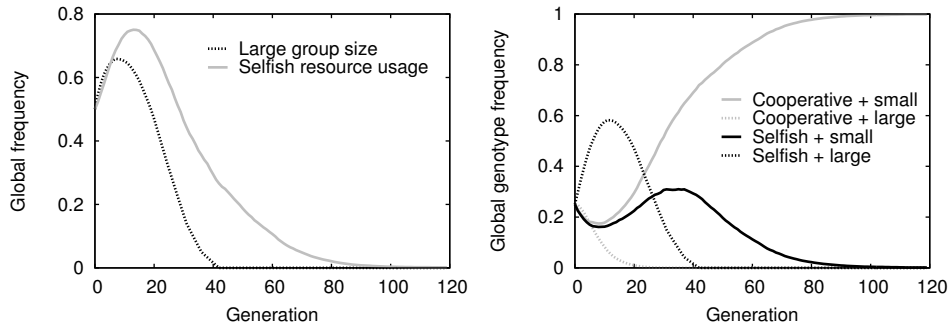 Global frequency
0.8
0.6
0.4
0.2
0
0 20 40 60 80 100 120
Generation
Large group size
Selfish resource usage
Global genotype frequency
1
0.8
0.6
0.4
0.2
0
0 20 40 60 80 100 120
Generation
Cooperative + small
Cooperative + large
Selfish + small
Selfish + large